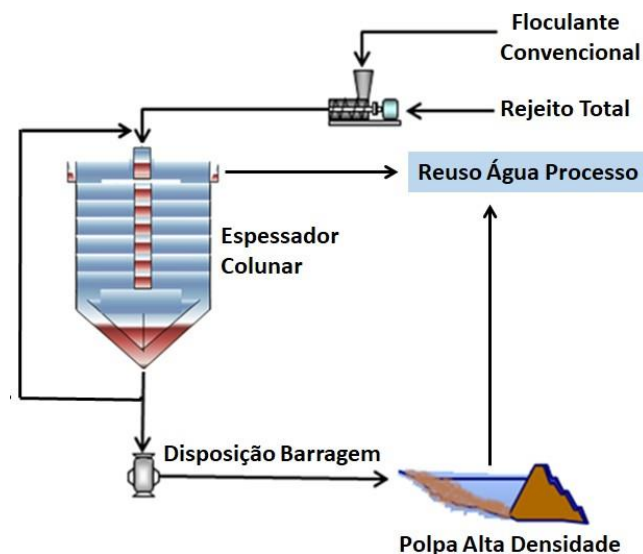 Floculante
Convencional
Rejeito Total
Reuso Água Processo
Espessador
Colunar
Disposição Barragem
Polpa Alta Densidade